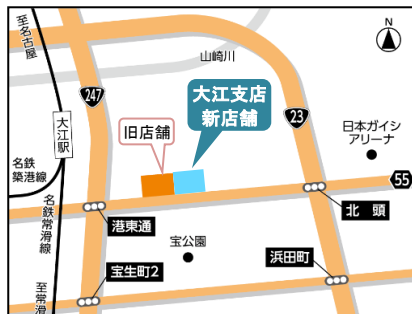 至名古屋
山崎川
N
247
大江支店
新店舗
旧店舗
23
大江駅
日本ガイシ
アリーナ
名鉄
築港線
55
北頭
港東通
名鉄常滑線
宝公園
宝生町2
浜田町
至常滑